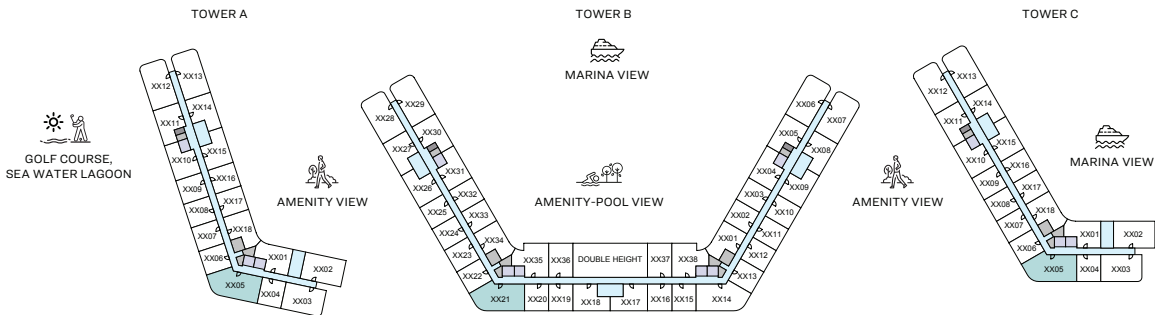 TOWER A
TOWER B
TOWER C
MARINA VIEW
GOLF COURSE,
SEA WATER LAGOON
AMENITY VIEW
AMENITY-POOL VIEW
AMENITY VIEW
MARINA VIEW
XX13
XX12
XX14
XX11
XX15
XX10
XX16
XX09
XX17
XX08
XX18
XX07
XX06
XX01
XX02
XX05
XX04
XX03
XX29
XX28
XX30
XX27
XX31
XX26
XX32
XX25
XX33
XX24
XX34
XX23
XX22
XX21
XX35
XX36
DOUBLE HEIGHT
XX37
XX38
XX20
XX19
XX18
XX17
XX16
XX15
XX14
XX06
XX07
XX05
XX08
XX04
XX09
XX03
XX10
XX02
XX11
XX01
XX12
XX13
XX13
XX12
XX14
XX11
XX15
XX10
XX16
XX09
XX17
XX08
XX18
XX07
XX06
XX01
XX02
XX05
XX04
XX03